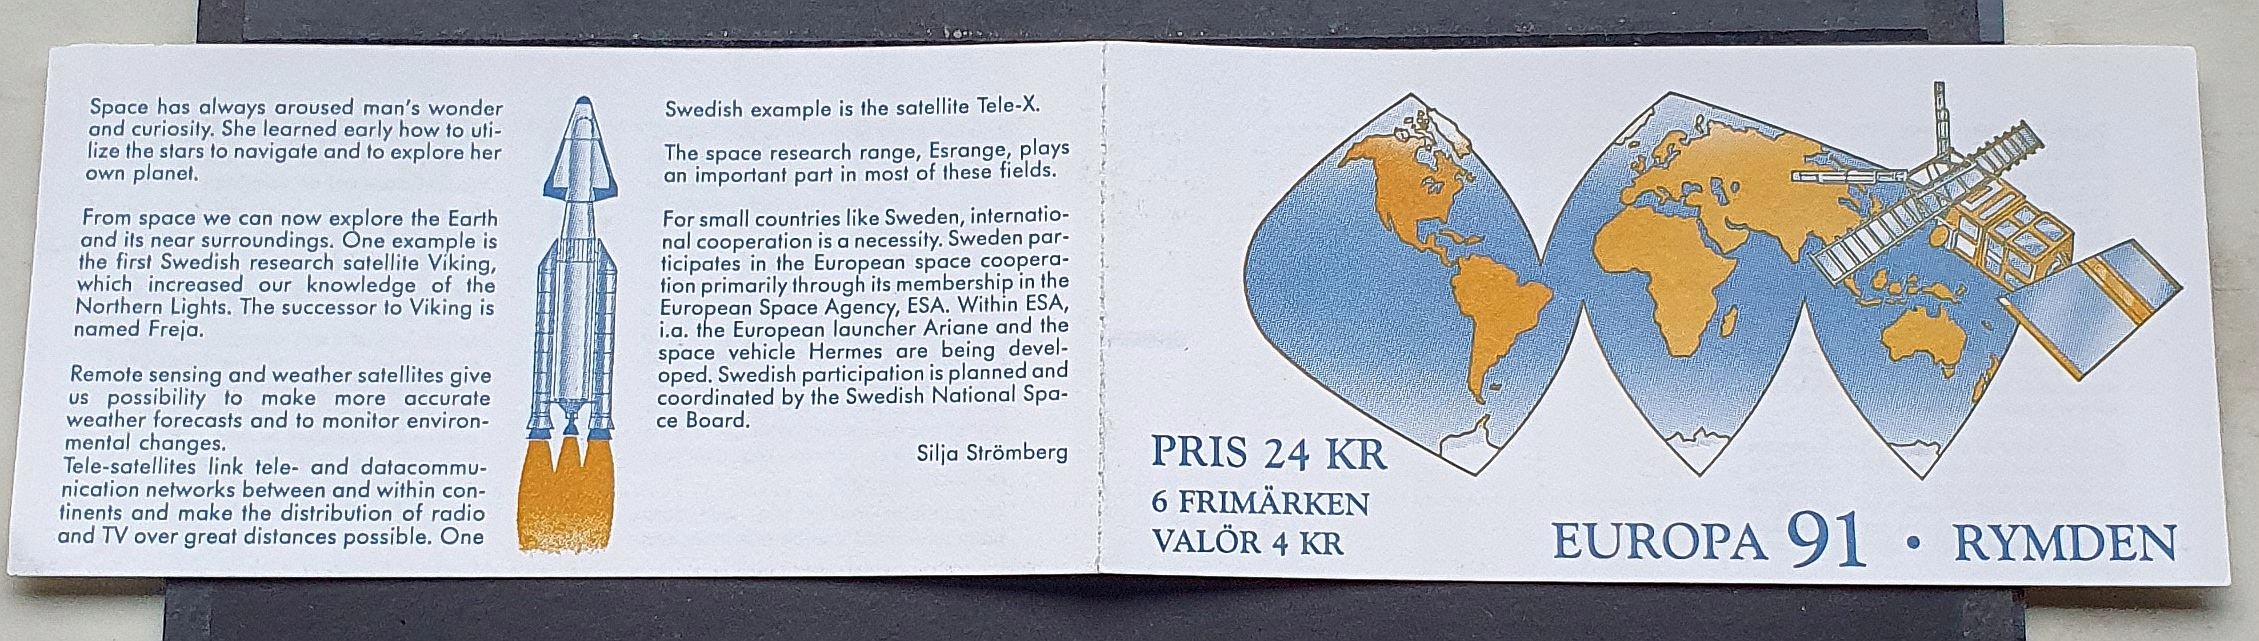 Space has always aroused man's wonder
and curiosity. She learned early how to uti-
lize the stars to navigate and to explore her
own planet.
From space we can now explore the Earth
and its near surroundings. One example is
the first Swedish research satellite Viking,
which increased our knowledge of the
Northern Lights. The successor to Viking is
named Freja.
Remote sensing and weather satellites give
us possibility to make more accurate
weather forecasts and to monitor environ-
mental changes.
Tele-satellites link tele- and datacommu-
nication networks between and within con-
tinents and make the distribution of radio
and TV over great distances possible. One
Swedish example is the satellite Tele-X.
The space research range, Esrange, plays
an important part in most of these fields.
For small countries like Sweden, internatio-
nal cooperation is a necessity. Sweden par-
ticipates in the European space coopera-
tion primarily through its membership in the
European Space Agency, ESA. Within ESA,
i.a. the European launcher Ariane and the
space vehicle Hermes are being devel-
oped. Swedish participation is planned and
coordinated by the Swedish National Spa-
ce Board.
Silja Strömberg
PRIS 24 KR
6 FRIMÄRKEN
VALÖR 4 KR
EUROPA 91 • RYMDEN